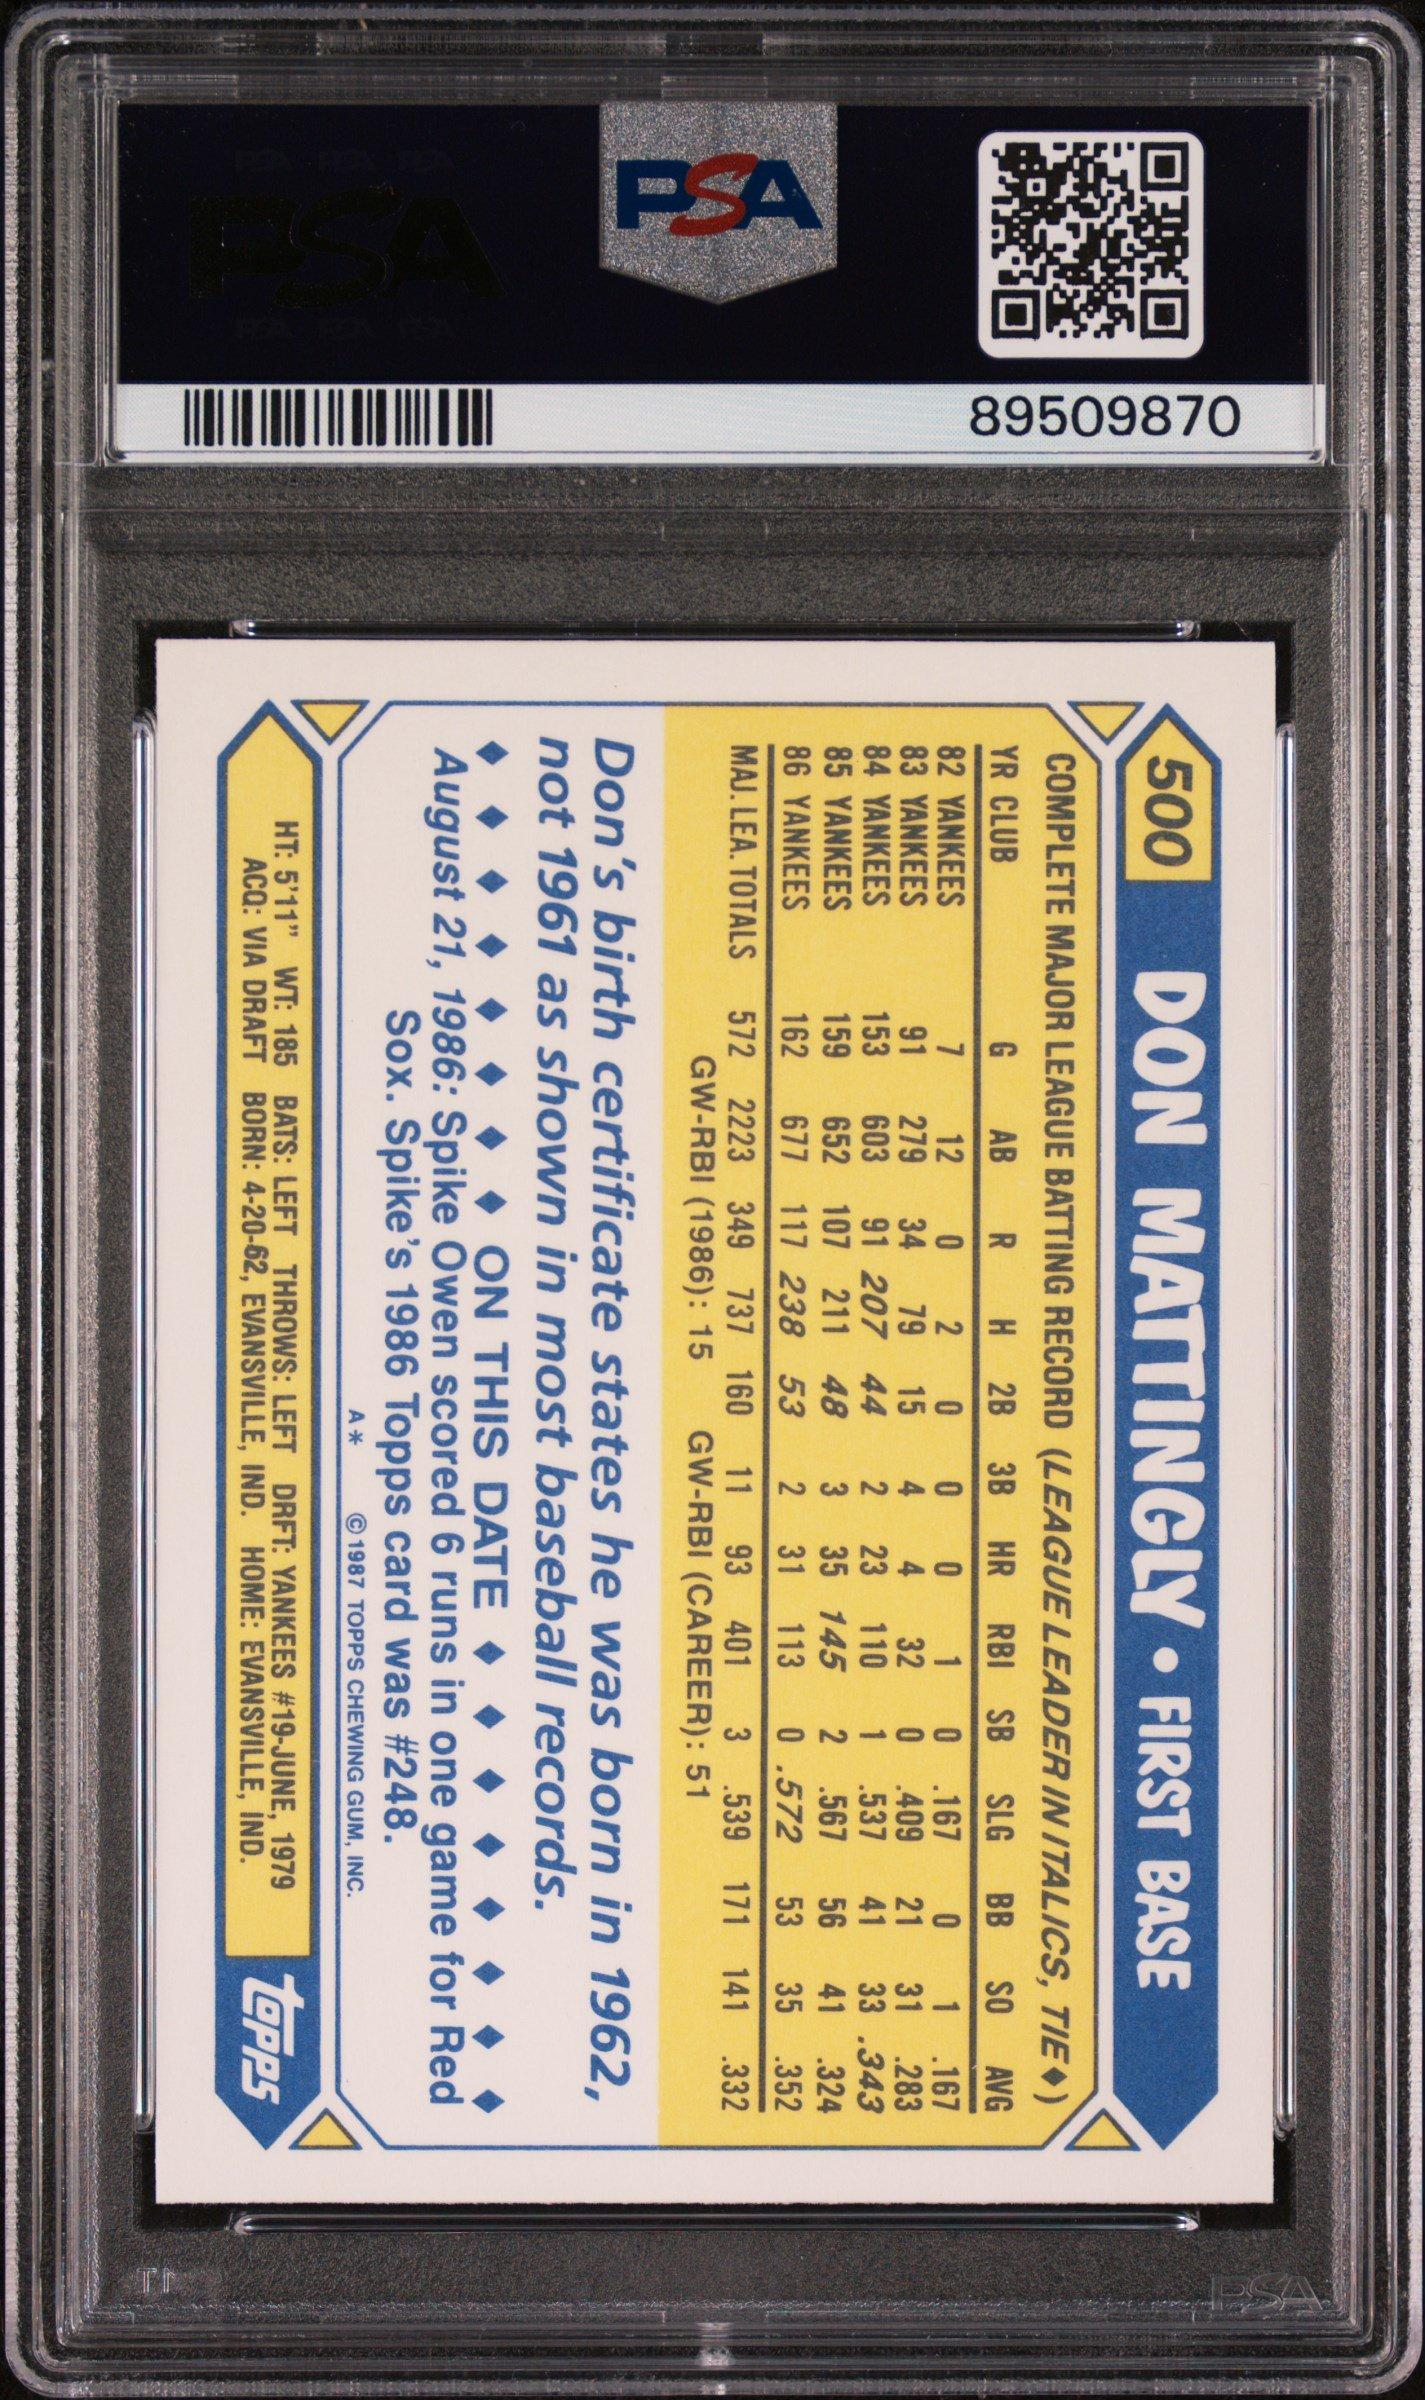 PSA
PSA
89509870
500 DON MATTINGLY • FIRST BASE
COMPLETE MAJOR LEAGUE BATTING RECORD (LEAGUE LEADER IN ITALICS, TIE ♦)
YR CLUB G AB R H 2B 3B HR RBI SB SLG BB SO AVG
82 YANKEES 7 12 0 2 0 0 0 1 0 .167 0 1 .167
83 YANKEES 91 279 34 79 15 4 4 32 0 .409 21 31 .283
84 YANKEES 153 603 91 207 44 2 23 110 1 .537 41 33 .343
85 YANKEES 159 652 107 211 48 3 35 145 2 .567 56 41 .324
86 YANKEES 162 677 117 238 53 2 31 113 0 .572 53 35 .352
MAJ. LEA. TOTALS 572 2223 349 737 160 11 93 401 3 .539 171 141 .332
GW-RBI (1986): 15 GW-RBI (CAREER): 51
Don's birth certificate states he was born in 1962,
not 1961 as shown in most baseball records.
♦ ♦ ♦ ♦ ♦ ♦ ♦ ♦ ON THIS DATE ♦ ♦ ♦ ♦ ♦ ♦ ♦ ♦
August 21, 1986: Spike Owen scored 6 runs in one game for Red
Sox. Spike's 1986 Topps card was #248.
A* ©1987 TOPPS CHEWING GUM, INC.
HT: 5'11" WT: 185 BATS: LEFT THROWS: LEFT DRFT: YANKEES #19-JUNE, 1979
ACQ: VIA DRAFT BORN: 4-20-62, EVANSVILLE, IND. HOME: EVANSVILLE, IND.
topps
PSA